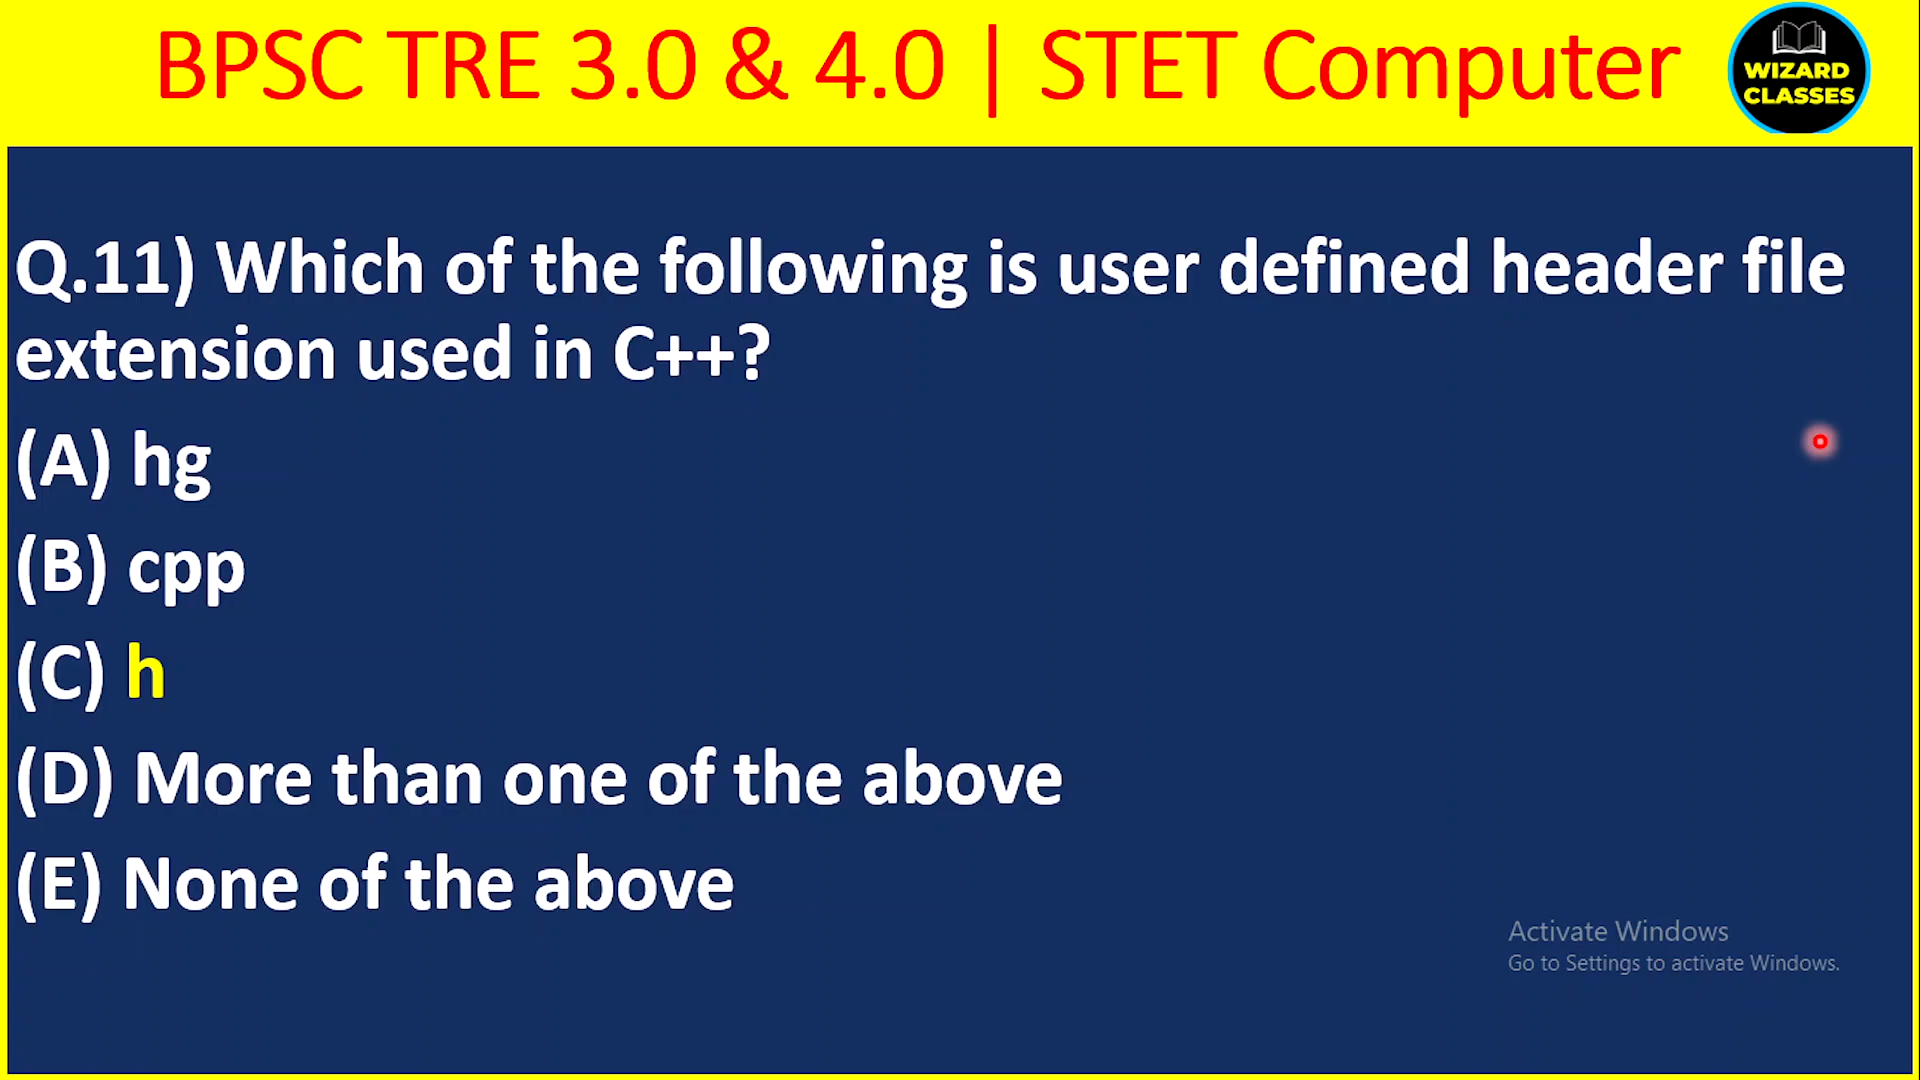 BPSC TRE 3.0 & 4.0 | STET Computer
WIZARD
CLASSES
Q.11) Which of the following is user defined header file
extension used in C++?
(A) hg
(B) cpp
(C) h
(D) More than one of the above
(E) None of the above
Activate Windows
Go to Settings to activate Windows.